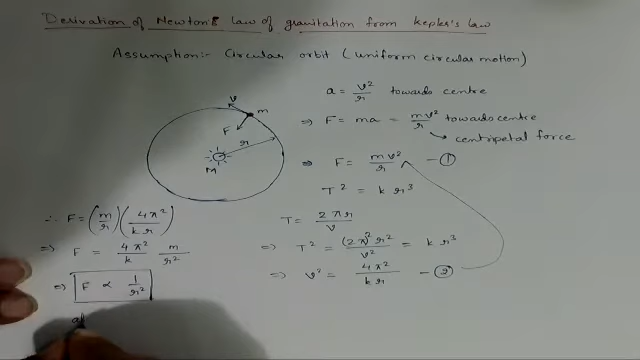 Derivation of Newton's law of gravitation from kepler's law
Assumption:- Circular orbit (uniform circular motion)
v
m
F
r
M
a = v²/r towards centre
⇒ F = ma = mv²/r towards centre
centripetal force
⇒ F = mv²/r - ①
T² = k r³
T = 2πr/v
⇒ T² = (2π)² r²/v² = k r³
⇒ v² = 4π²/kr - ②
∴ F = (m/r)(4π²/kr)
⇒ F = 4π²/k m/r²
⇒ F ∝ 1/r²